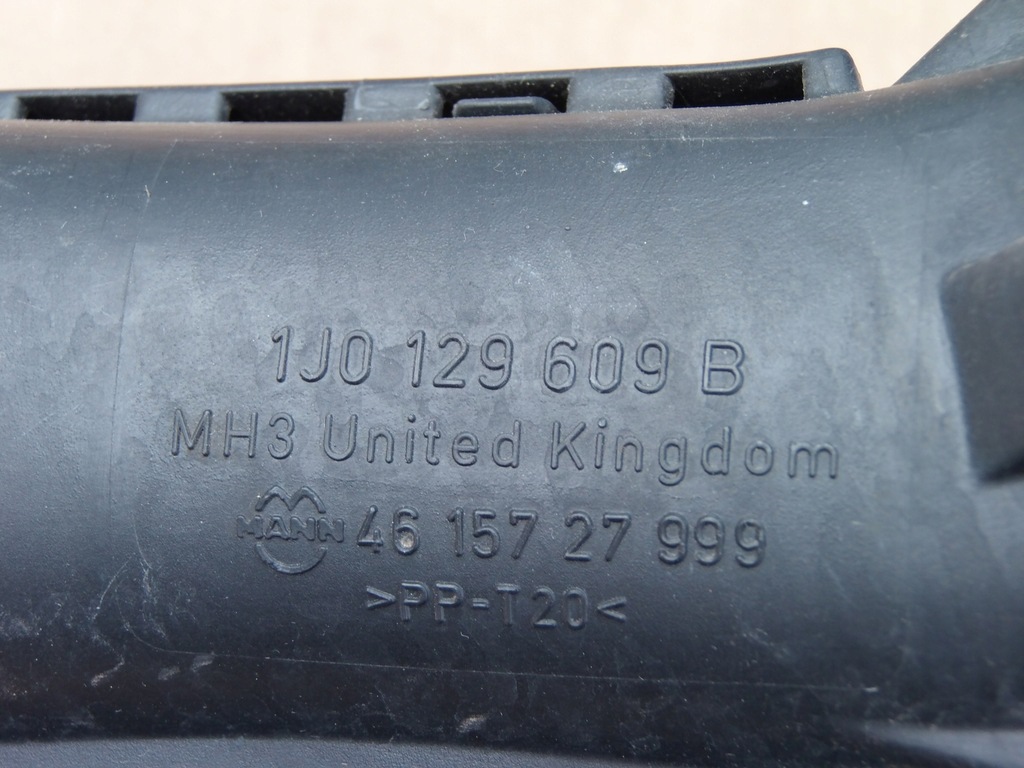 1J0 129 609 B
MH3 United Kingdom
MANN 46 157 27 999
>PP-T20<